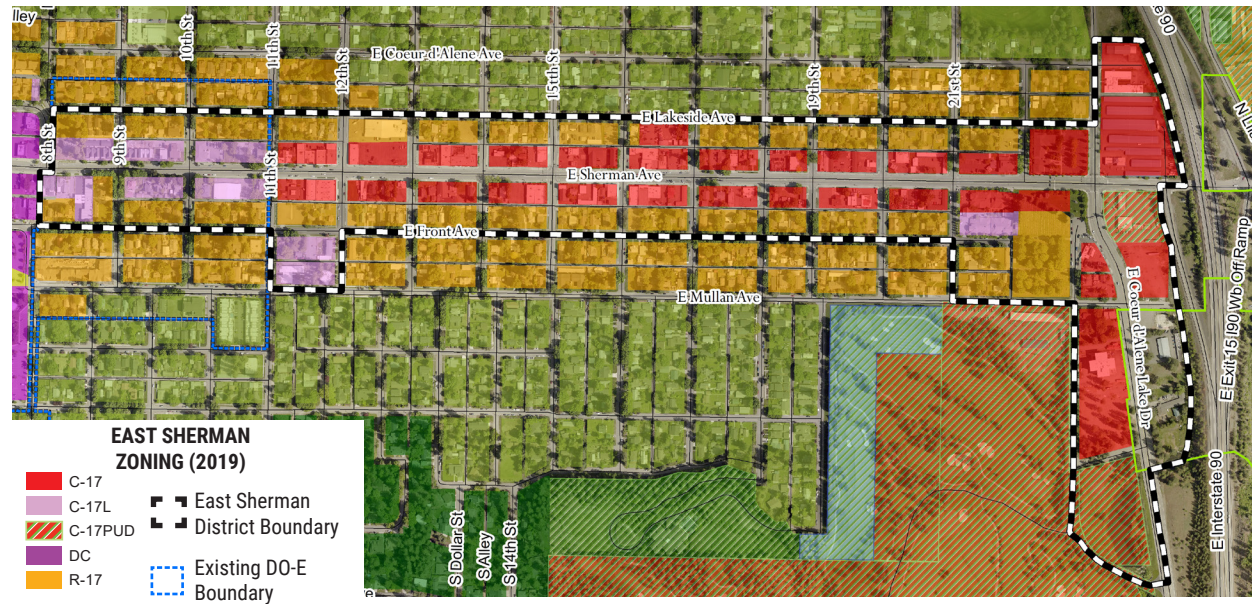 lley
10th St
11th St
12th St
E Coeur d'Alene Ave
15th St
19th St
21st St
e 90
E Lakeside Ave
8th St
9th St
E Sherman Ave
11th St
E Front Ave
E Mullan Ave
E Coeur d'Alene Lake Dr
E Exit 15 I90 Wb Off Ramp
E Interstate 90
S Dollar St
S Alley
S 14th St
EAST SHERMAN
ZONING (2019)
C-17
C-17L
C-17PUD
DC
R-17
East Sherman
District Boundary
Existing DO-E
Boundary